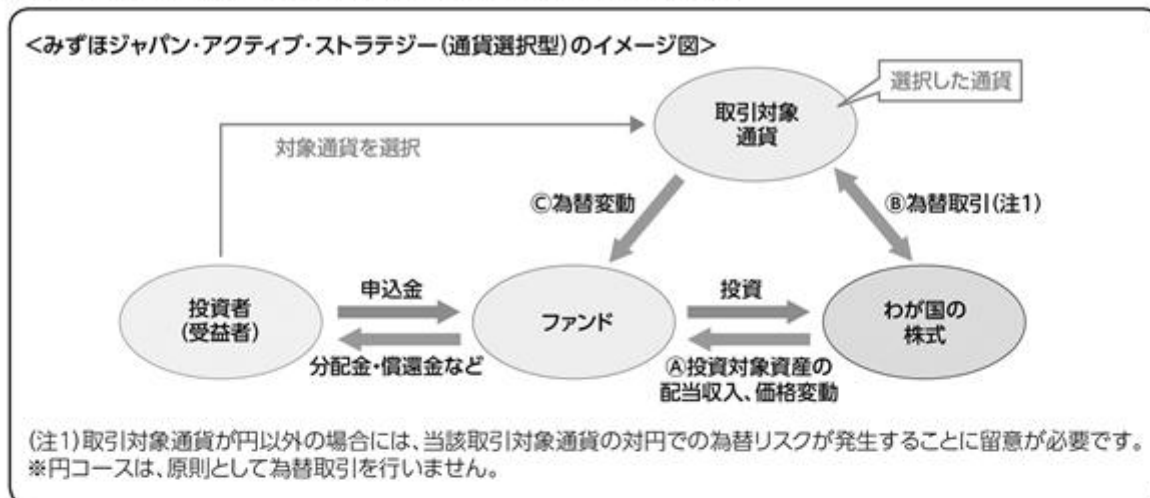 <みずほジャパン・アクティブ・ストラテジー(通貨選択型)のイメージ図>
選択した通貨
取引対象
通貨
対象通貨を選択
Ⓒ為替変動
Ⓑ為替取引(注1)
投資者
(受益者)
申込金
分配金・償還金など
ファンド
投資
Ⓐ投資対象資産の
配当収入、価格変動
わが国の
株式
(注1)取引対象通貨が円以外の場合には、当該取引対象通貨の対円での為替リスクが発生することに留意が必要です。
※円コースは、原則として為替取引を行いません。